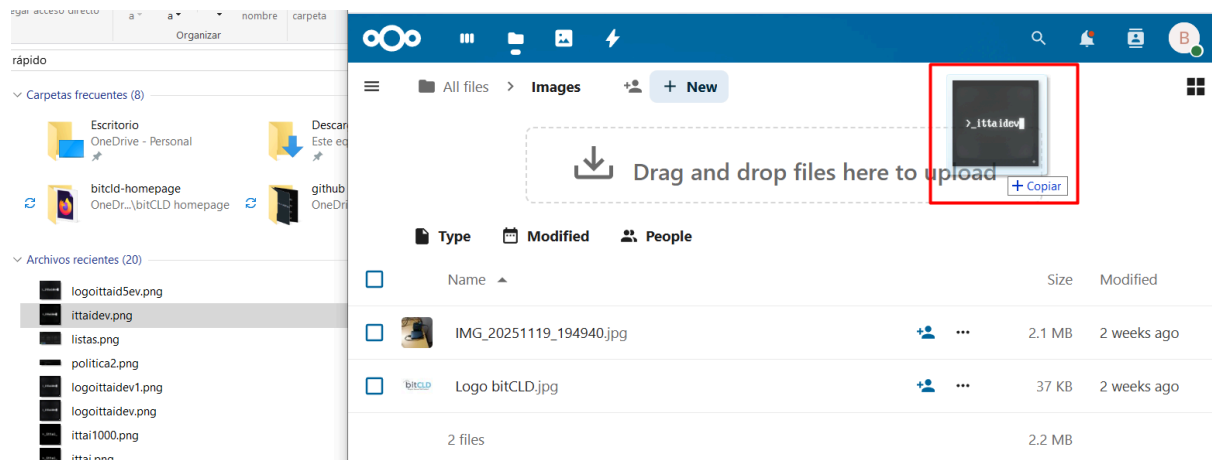 egar acceso directo
nombre carpeta
Organizar
rápido
Carpetas frecuentes (8)
Escritorio
OneDrive - Personal
Descar
Este eq
bitcld-homepage
OneDr...\bitCLD homepage
github
OneDri
Archivos recientes (20)
logoittaid5ev.png
ittaidev.png
listas.png
politica2.png
logoittaidev1.png
logoittaidev.png
ittai1000.png
ittai.png
B
All files > Images + New
>_ittaidev
Drag and drop files here to upload
+ Copiar
Type Modified People
Name Size Modified
IMG_20251119_194940.jpg ••• 2.1 MB 2 weeks ago
bitCLD Logo bitCLD.jpg ••• 37 KB 2 weeks ago
2 files 2.2 MB